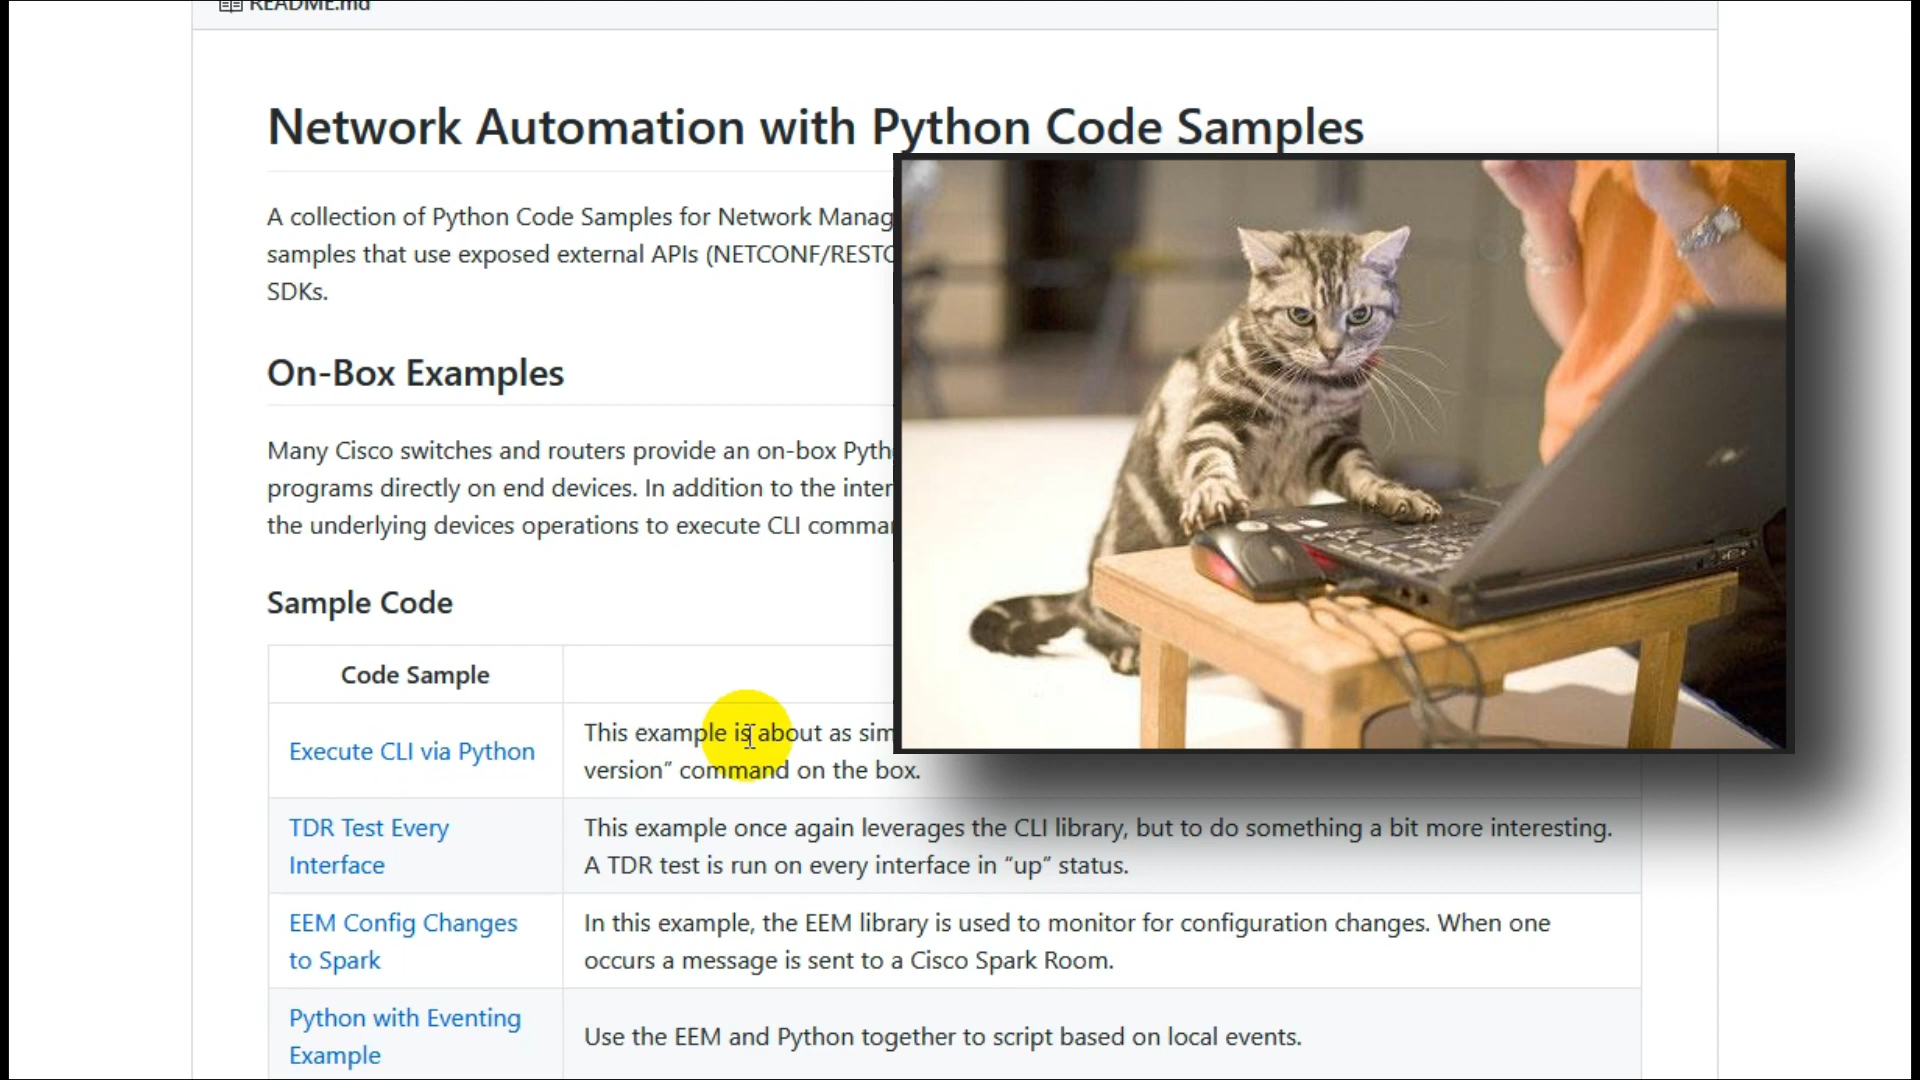 README.md
Network Automation with Python Code Samples
A collection of Python Code Samples for Network Manag
samples that use exposed external APIs (NETCONF/RESTC
SDKs.
On-Box Examples
Many Cisco switches and routers provide an on-box Pyth
programs directly on end devices. In addition to the inter
the underlying devices operations to execute CLI comma
Sample Code
Code Sample
Execute CLI via Python
This example is about as sim
version” command on the box.
TDR Test Every
Interface
This example once again leverages the CLI library, but to do something a bit more interesting.
A TDR test is run on every interface in “up” status.
EEM Config Changes
to Spark
In this example, the EEM library is used to monitor for configuration changes. When one
occurs a message is sent to a Cisco Spark Room.
Python with Eventing
Example
Use the EEM and Python together to script based on local events.